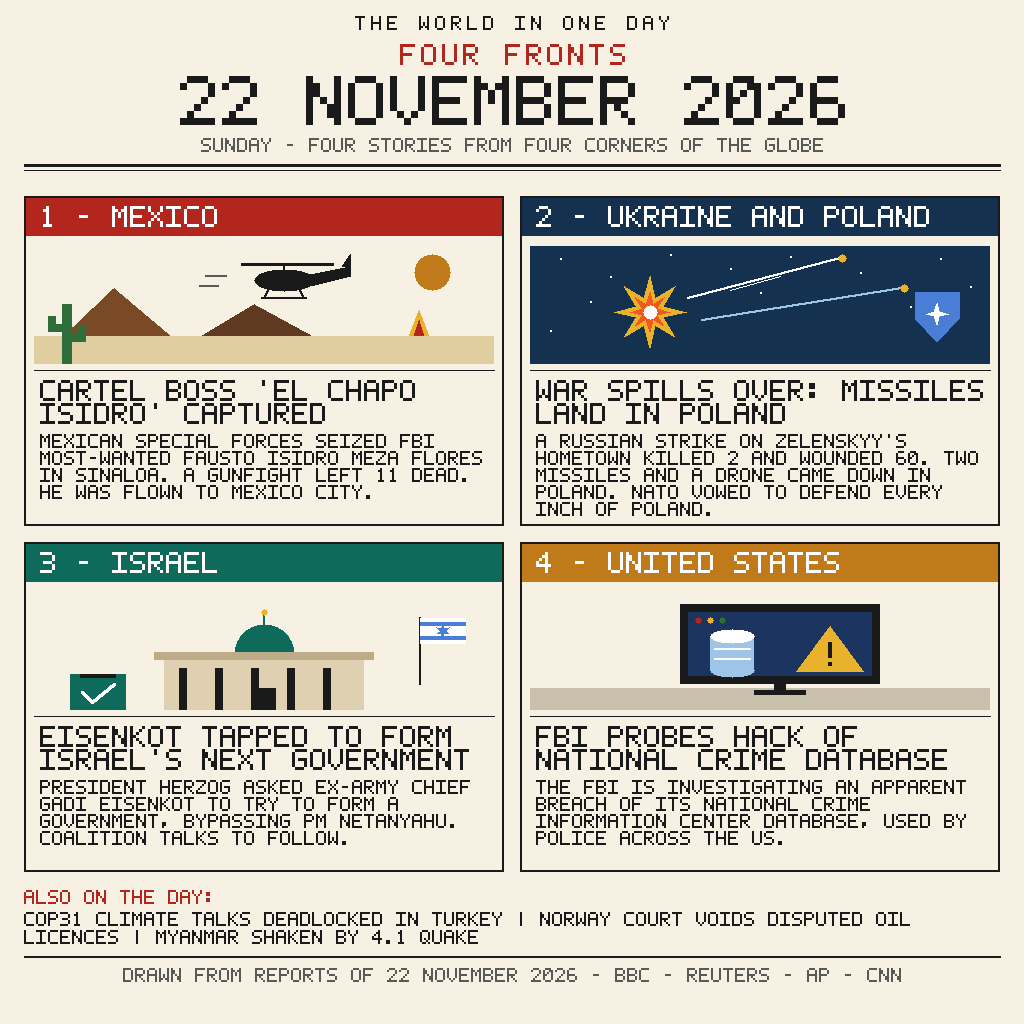 THE WORLD IN ONE DAY
FOUR FRONTS
22 NOVEMBER 2026
SUNDAY - FOUR STORIES FROM FOUR CORNERS OF THE GLOBE
1 - MEXICO
CARTEL BOSS 'EL CHAPO
ISIDRO' CAPTURED
MEXICAN SPECIAL FORCES SEIZED FBI
MOST-WANTED FAUSTO ISIDRO MEZA FLORES
IN SINALOA. A GUNFIGHT LEFT 11 DEAD.
HE WAS FLOWN TO MEXICO CITY.
2 - UKRAINE AND POLAND
WAR SPILLS OVER: MISSILES
LAND IN POLAND
A RUSSIAN STRIKE ON ZELENSKYY'S
HOMETOWN KILLED 2 AND WOUNDED 60. TWO
MISSILES AND A DRONE CAME DOWN IN
POLAND. NATO VOWED TO DEFEND EVERY
INCH OF POLAND.
3 - ISRAEL
EISENKOT TAPPED TO FORM
ISRAEL'S NEXT GOVERNMENT
PRESIDENT HERZOG ASKED EX-ARMY CHIEF
GADI EISENKOT TO TRY TO FORM A
GOVERNMENT, BYPASSING PM NETANYAHU.
COALITION TALKS TO FOLLOW.
4 - UNITED STATES
!
FBI PROBES HACK OF
NATIONAL CRIME DATABASE
THE FBI IS INVESTIGATING AN APPARENT
BREACH OF ITS NATIONAL CRIME
INFORMATION CENTER DATABASE, USED BY
POLICE ACROSS THE US.
ALSO ON THE DAY:
COP31 CLIMATE TALKS DEADLOCKED IN TURKEY | NORWAY COURT VOIDS DISPUTED OIL
LICENCES | MYANMAR SHAKEN BY 4.1 QUAKE
DRAWN FROM REPORTS OF 22 NOVEMBER 2026 - BBC - REUTERS - AP - CNN